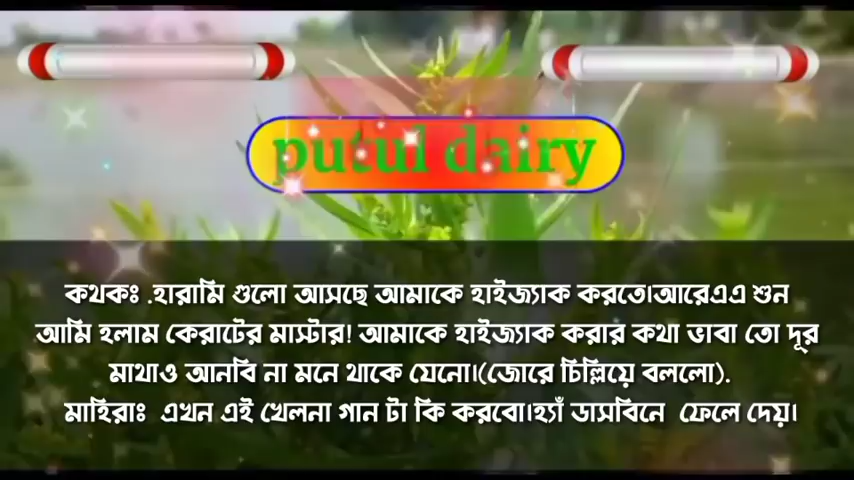 putul dairy
কথকঃ .হারামি গুলো আসছে আমাকে হাইজ্যাক করতে।আরেএএ শুন
আমি হলাম কেরাটের মাস্টার! আমাকে হাইজ্যাক করার কথা ভাবা তো দূর
মাথাও আনবি না মনে থাকে যেনো।(জোরে চিল্লিয়ে বললো).
মাহিরাঃ এখন এই খেলনা গান টা কি করবো।হ্যাঁ ডাসবিনে ফেলে দেয়।